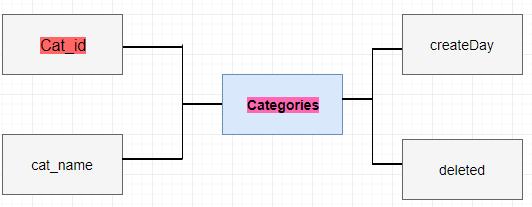 Cat_id
createDay
Categories
cat_name
deleted